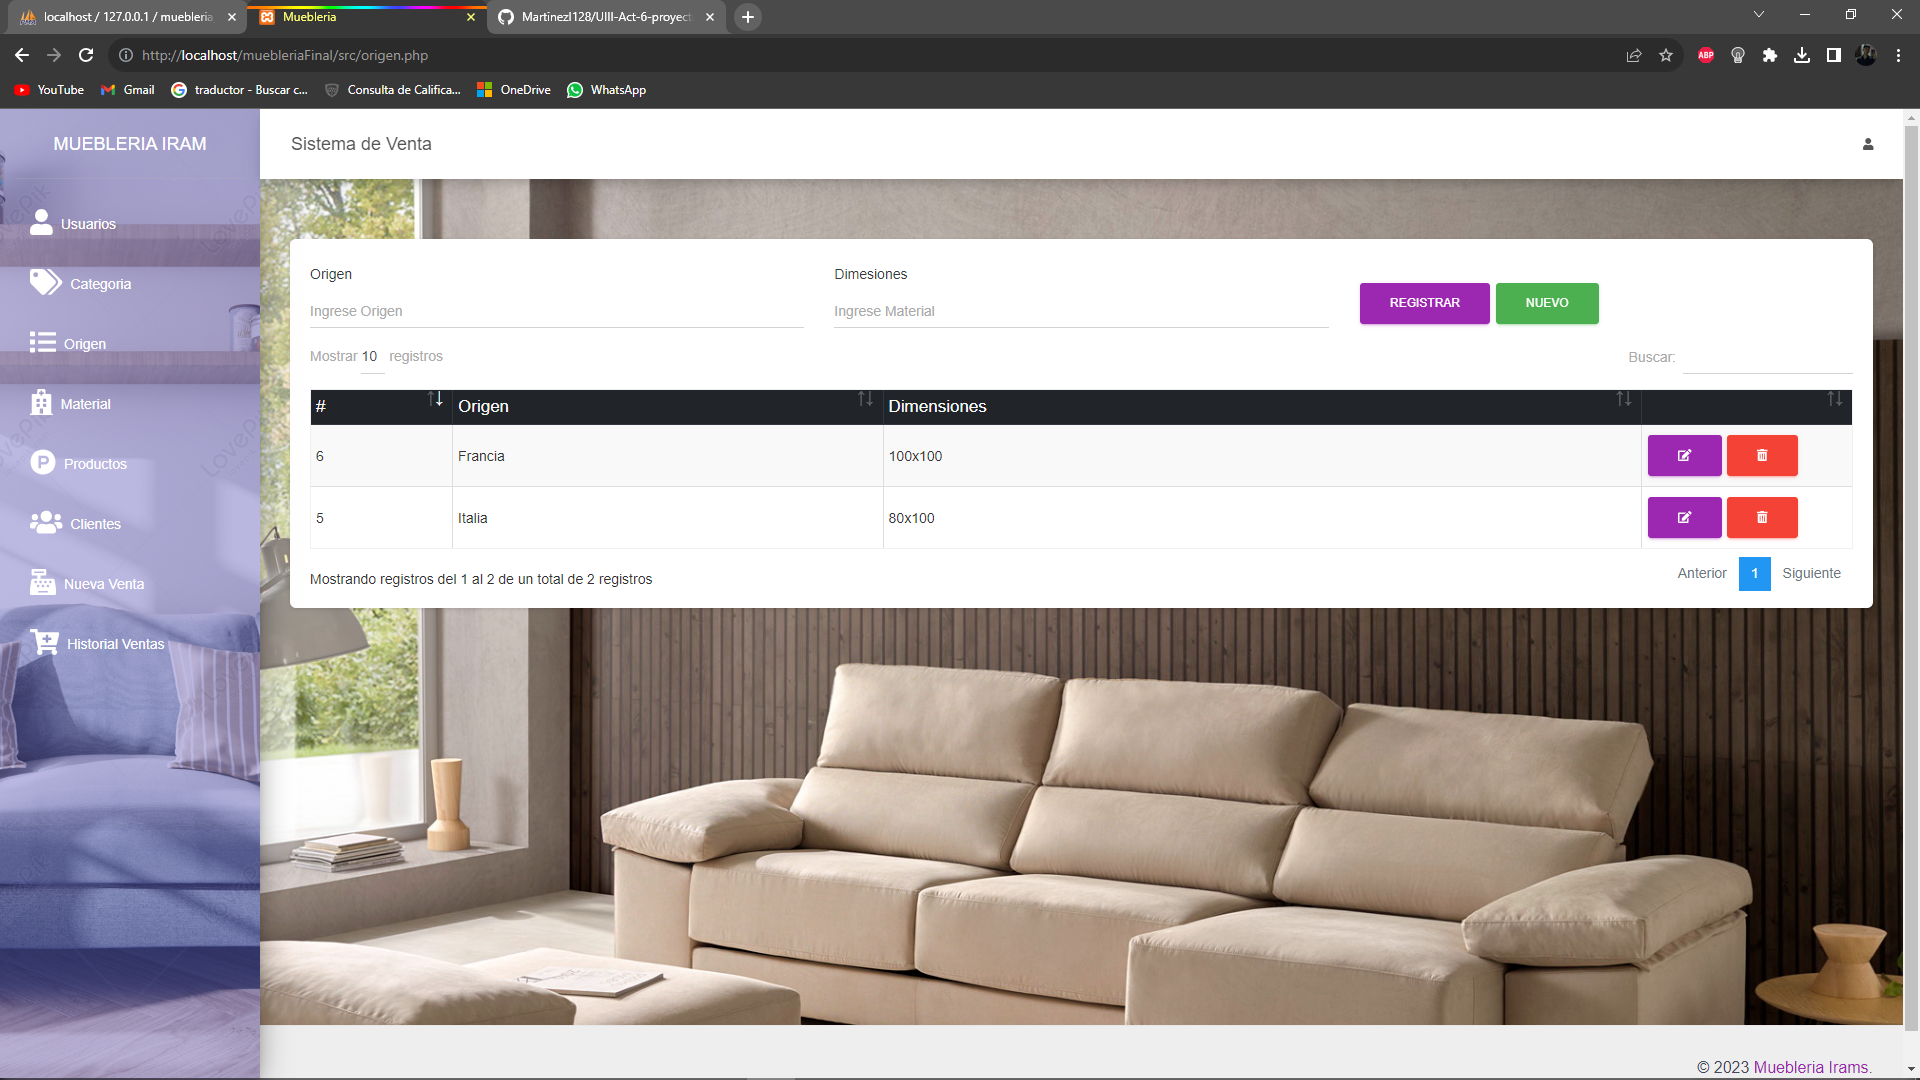 localhost / 127.0.0.1 / muebleria
Muebleria
MartinezI128/UIII-Act-6-proyect
http://localhost/muebleriaFinal/src/origen.php
ABP
YouTube
Gmail
traductor - Buscar c...
Consulta de Califica...
OneDrive
WhatsApp
MUEBLERIA IRAM
Sistema de Venta
Usuarios
Categoria
Origen
Material
Productos
Clientes
Nueva Venta
Historial Ventas
Origen
Dimesiones
Ingrese Origen
Ingrese Material
REGISTRAR
NUEVO
Mostrar 10 registros
Buscar:
# Origen Dimensiones
6 Francia 100x100
5 Italia 80x100
Mostrando registros del 1 al 2 de un total de 2 registros
Anterior 1 Siguiente
LovePik
LovePik
© 2023 Muebleria Irams.